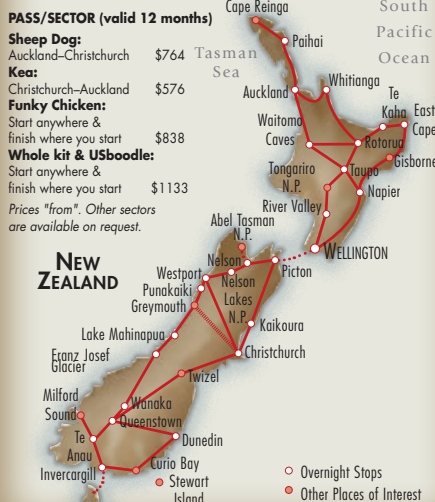 PASS/SECTOR (valid 12 months)
Sheep Dog:
Auckland–Christchurch $764
Kea:
Christchurch–Auckland $576
Funky Chicken:
Start anywhere &
finish where you start $838
Whole kit & USboodle:
Start anywhere &
finish where you start $1133
Prices "from". Other sectors
are available on request.
NEW
ZEALAND
Cape Reinga
South
Pacific
Ocean
Tasman
Sea
Paihai
Auckland
Whitianga
Te
Kaha
East
Cape
Waitomo
Caves
Rotorua
Gisborne
Tongariro
N.P.
Taupo
Napier
River Valley
Abel Tasman
N.P.
WELLINGTON
Nelson
Picton
Westport
Nelson
Lakes
N.P.
Punakaiki
Greymouth
Kaikoura
Lake Mahinapua
Christchurch
Franz Josef
Glacier
Twizel
Milford
Sound
Wanaka
Queenstown
Te
Anau
Dunedin
Invercargill
Curio Bay
Stewart
Island
Overnight Stops
Other Places of Interest